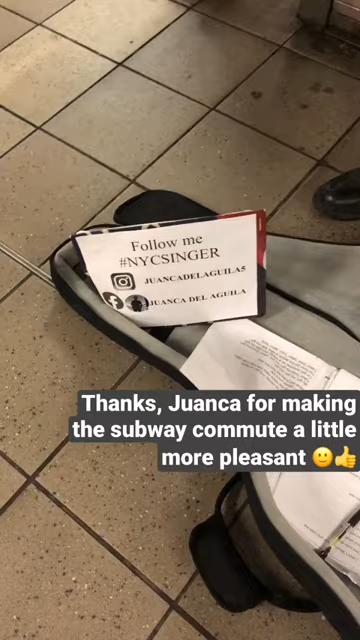 Follow me
#NYCSINGER
JUANCADELAGUILA5
JUANCA DEL AGUILA
Thanks, Juanca for making
the subway commute a little
more pleasant 🙂👍